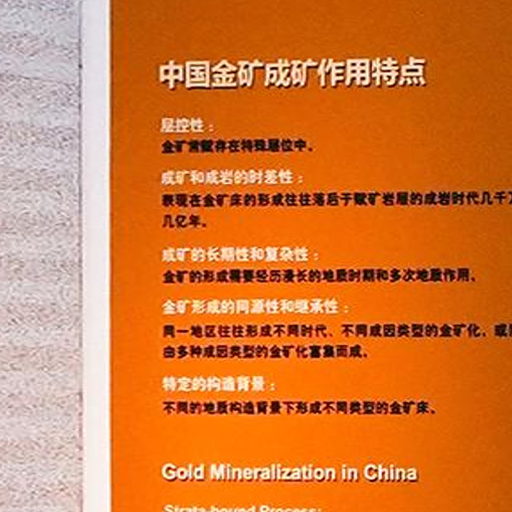 中国金矿成矿作用特点
层控性：
金矿常赋存在特殊层位中。
成矿和成岩的时差性：
表现在金矿床的形成往往落后于赋矿岩层的成岩时代几千万
几亿年。
成矿的长期性和复杂性：
金矿的形成需要经历漫长的地质时期和多次地质作用。
金矿形成的同源性和继承性：
同一地区往往形成不同时代、不同成因类型的金矿化，或
由多种成因类型的金矿化富集而成。
特定的构造背景：
不同的地质构造背景下形成不同类型的金矿床。
Gold Mineralization in China
Strata-bound Process: